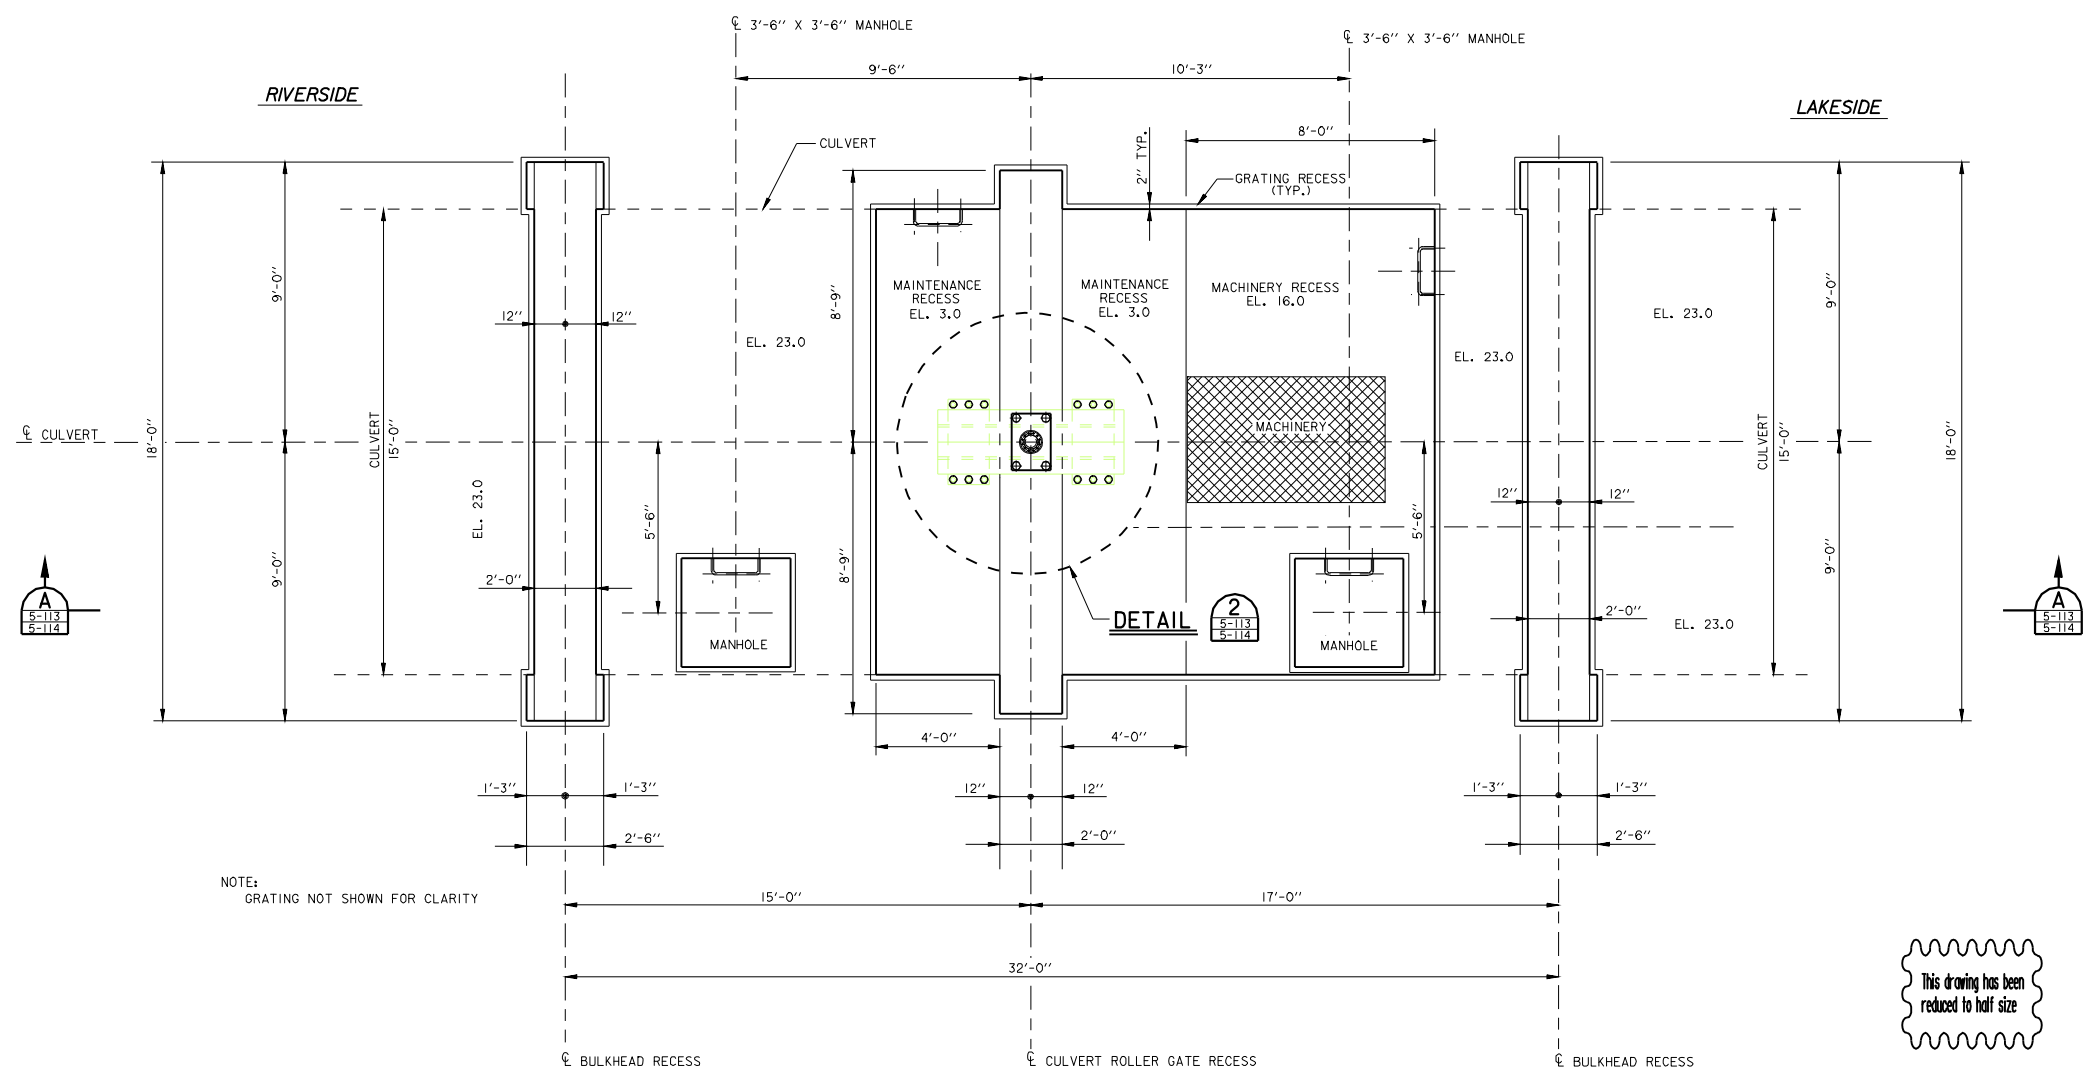 ℄ 3'-6" X 3'-6" MANHOLE
℄ 3'-6" X 3'-6" MANHOLE
9'-6"
10'-3"
RIVERSIDE
LAKESIDE
8'-0"
2" TYP.
CULVERT
GRATING RECESS
(TYP.)
MAINTENANCE
RECESS
EL. 3.0
MAINTENANCE
RECESS
EL. 3.0
MACHINERY RECESS
EL. 16.0
9'-0"
8'-9"
9'-0"
12"
12"
EL. 23.0
EL. 23.0
EL. 23.0
℄ CULVERT
18'-0"
CULVERT
15'-0"
MACHINERY
CULVERT
15'-0"
18'-0"
EL. 23.0
5'-6"
5'-6"
12"
12"
9'-0"
8'-9"
9'-0"
2'-0"
2'-0"
A
5-113
5-114
DETAIL
2
5-113
5-114
A
5-113
5-114
EL. 23.0
MANHOLE
MANHOLE
4'-0"
4'-0"
1'-3"
1'-3"
12"
12"
1'-3"
1'-3"
2'-6"
2'-0"
2'-6"
NOTE:
GRATING NOT SHOWN FOR CLARITY
15'-0"
17'-0"
32'-0"
This drawing has been
reduced to half size
℄ BULKHEAD RECESS
℄ CULVERT ROLLER GATE RECESS
℄ BULKHEAD RECESS